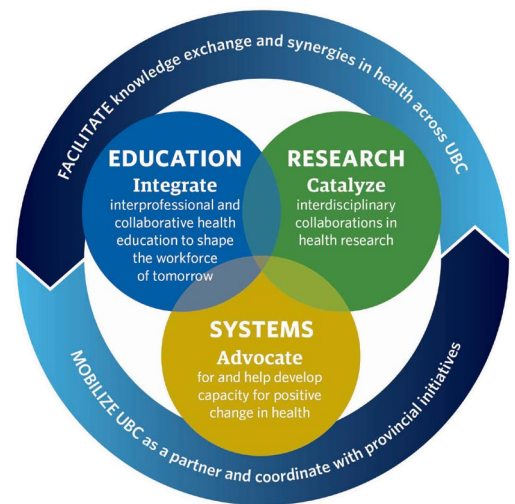 FACILITATE knowledge exchange and synergies in health across UBC
EDUCATION
Integrate
interprofessional and
collaborative health
education to shape
the workforce
of tomorrow
RESEARCH
Catalyze
interdisciplinary
collaborations in
health research
SYSTEMS
Advocate
for and help develop
capacity for positive
change in health
MOBILIZE UBC as a partner and coordinate with provincial initiatives